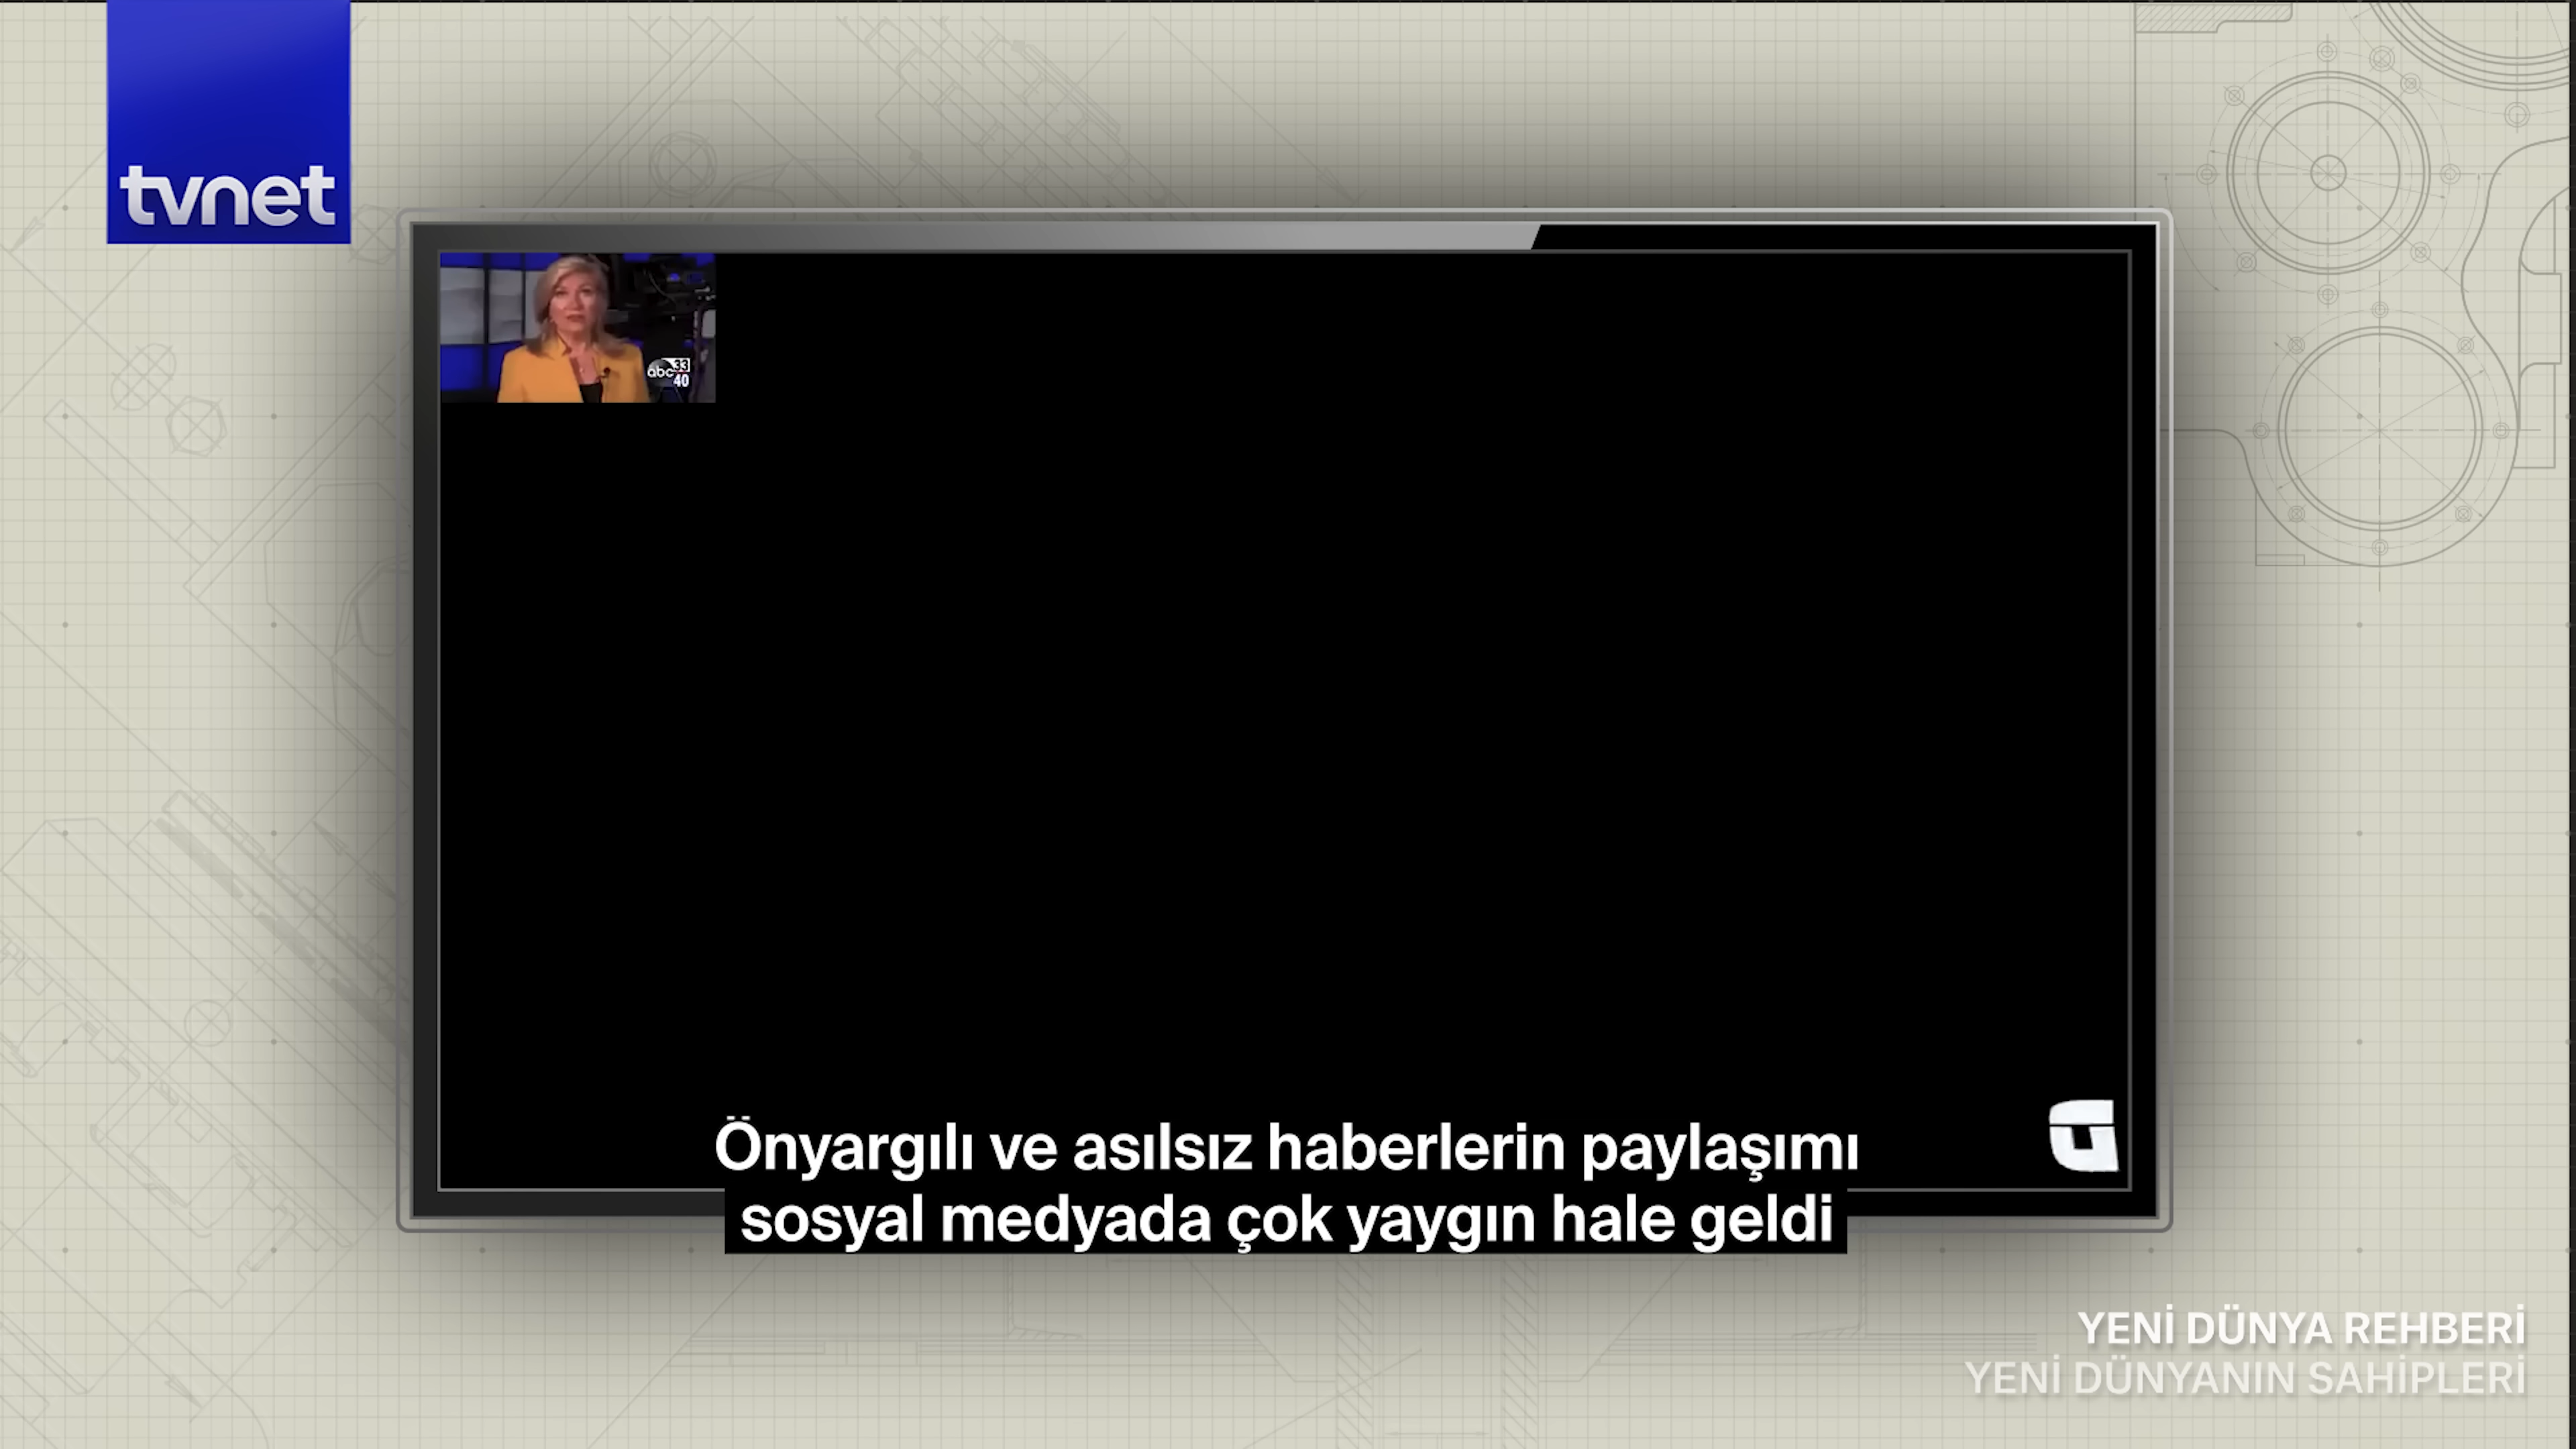 tvnet
abc 33
40
Önyargılı ve asılsız haberlerin paylaşımı
sosyal medyada çok yaygın hale geldi
YENİ DÜNYA REHBERİ
YENİ DÜNYANIN SAHİPLERİ